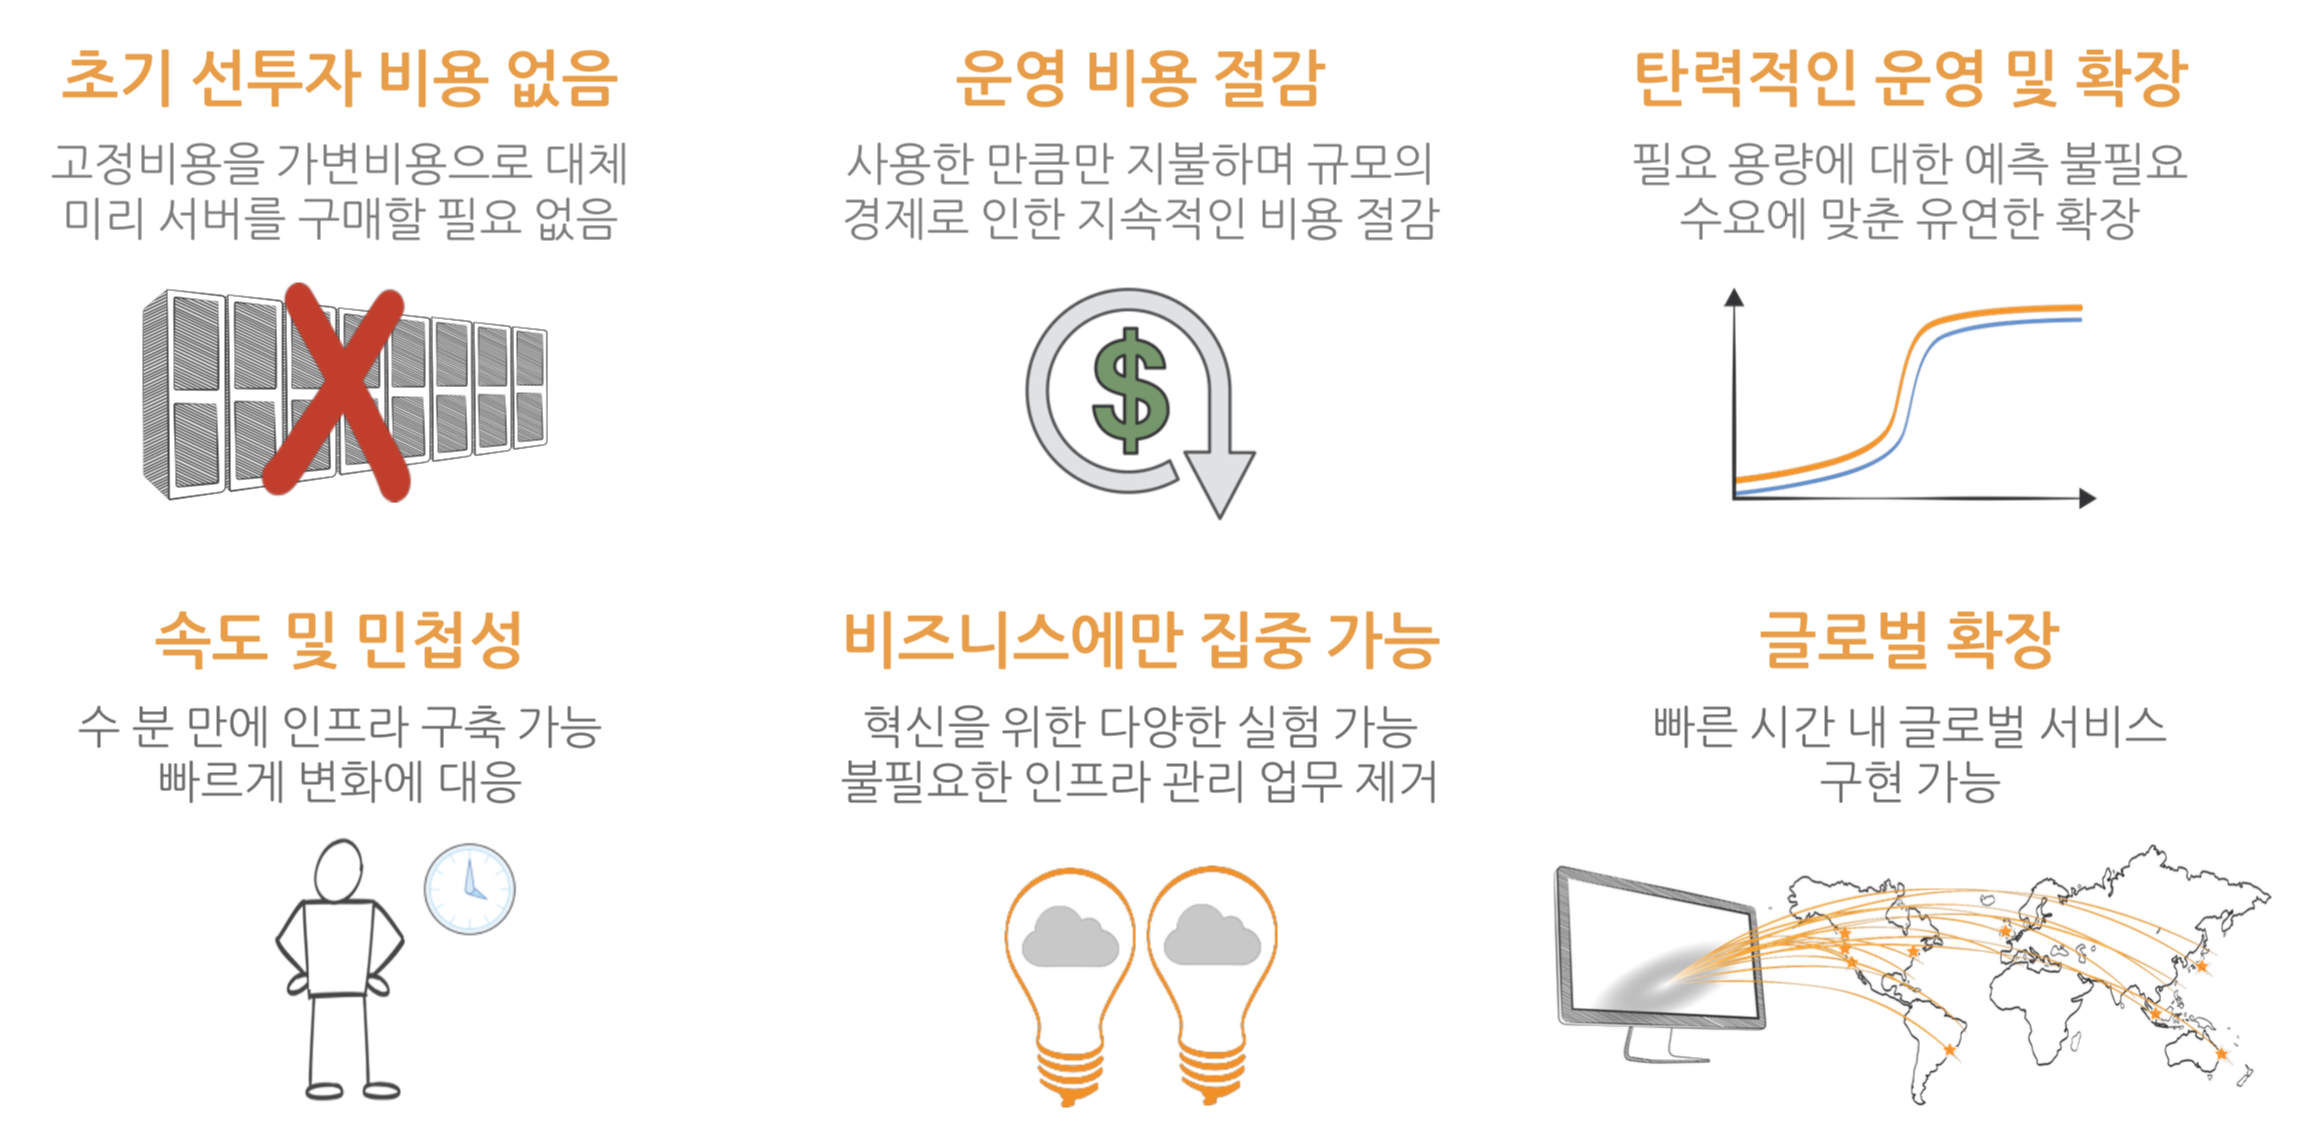 초기 선투자 비용 없음
고정비용을 가변비용으로 대체
미리 서버를 구매할 필요 없음
운영 비용 절감
사용한 만큼만 지불하며 규모의
경제로 인한 지속적인 비용 절감
탄력적인 운영 및 확장
필요 용량에 대한 예측 불필요
수요에 맞춘 유연한 확장
속도 및 민첩성
수 분 만에 인프라 구축 가능
빠르게 변화에 대응
비즈니스에만 집중 가능
혁신을 위한 다양한 실험 가능
불필요한 인프라 관리 업무 제거
글로벌 확장
빠른 시간 내 글로벌 서비스
구현 가능